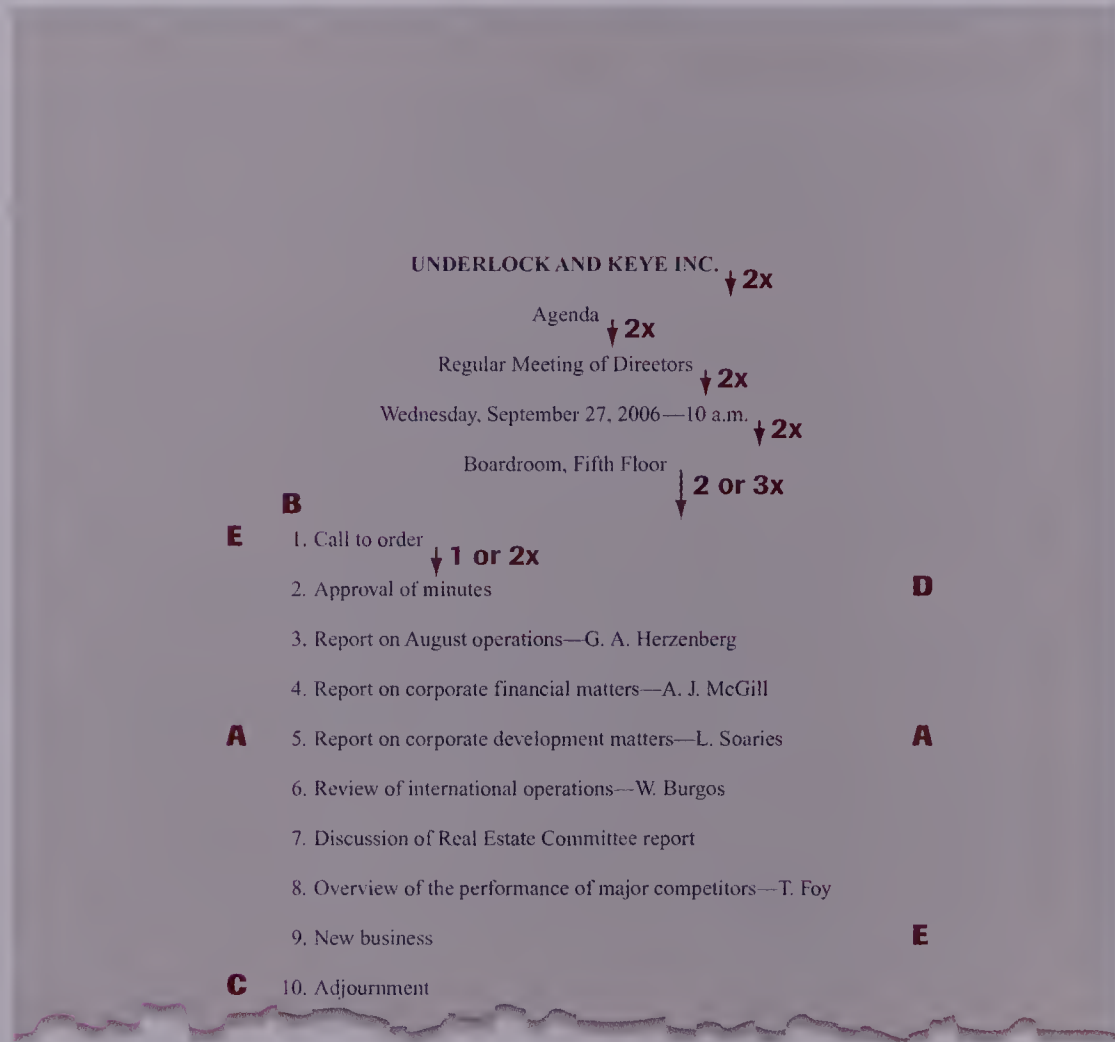 UNDERLOCK AND KEYE INC. 2x
Agenda 2x
Regular Meeting of Directors 2x
Wednesday, September 27, 2006—10 a.m. 2x
Boardroom, Fifth Floor 2 or 3x
B
E 1. Call to order 1 or 2x
2. Approval of minutes D
3. Report on August operations—G. A. Herzenberg
4. Report on corporate financial matters—A. J. McGill
A 5. Report on corporate development matters—L. Soaries A
6. Review of international operations—W. Burgos
7. Discussion of Real Estate Committee report
8. Overview of the performance of major competitors—T. Foy
9. New business E
C 10. Adjournment